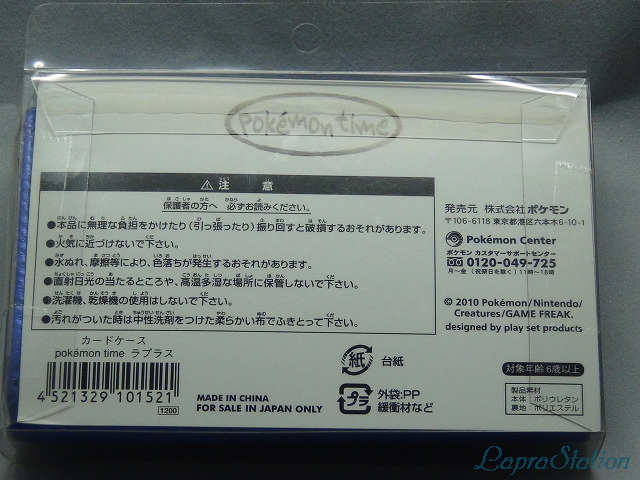 pokémon time
注意
保護者の方へ 必ずお読みください。
●本品に無理な負担をかけたり(引っ張ったり)振り回すと破損するおそれがあります。
●火気に近づけないで下さい。
●水ぬれ、摩擦等により、色落ちが発生するおそれがあります。
●直射日光の当たるところや、高温多湿な場所に保管しないで下さい。
●洗濯機、乾燥機の使用はしないで下さい。
●汚れがついた時は中性洗剤をつけた柔らかい布でふきとって下さい。
発売元 株式会社ポケモン
〒106-6118 東京都港区六本木6-10-1
Pokémon Center
ポケモン カスタマーサポートセンター
0120-049-725
月〜金(祝祭日を除く)11時〜18時
© 2010 Pokémon/Nintendo/
Creatures/GAME FREAK.
designed by play set products
カードケース
pokémon time ラプラス
4 521329 101521
1200
MADE IN CHINA
FOR SALE IN JAPAN ONLY
紙 台紙
プラ 外袋:PP
緩衝材など
対象年齢6歳以上
製品素材
本体:ポリウレタン
裏地:ポリエステル
LapraStation